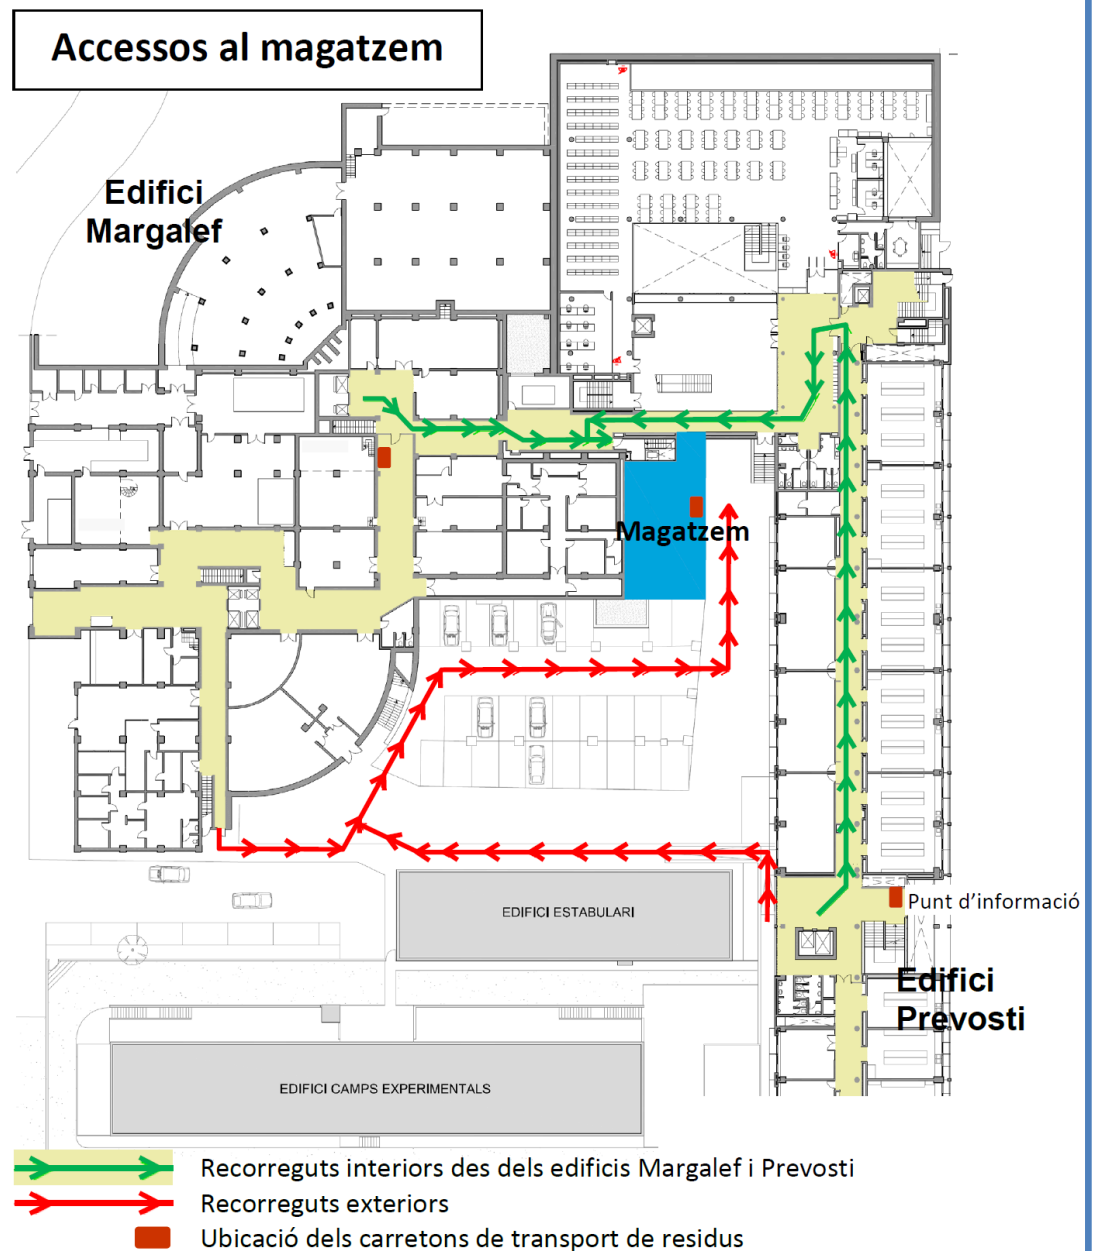 Accessos al magatzem
Edifici
Margalef
Magatzem
Punt d'informació
EDIFICI ESTABULARI
Edifici
Prevosti
EDIFICI CAMPS EXPERIMENTALS
Recorreguts interiors des dels edificis Margalef i Prevosti
Recorreguts exteriors
Ubicació dels carretons de transport de residus